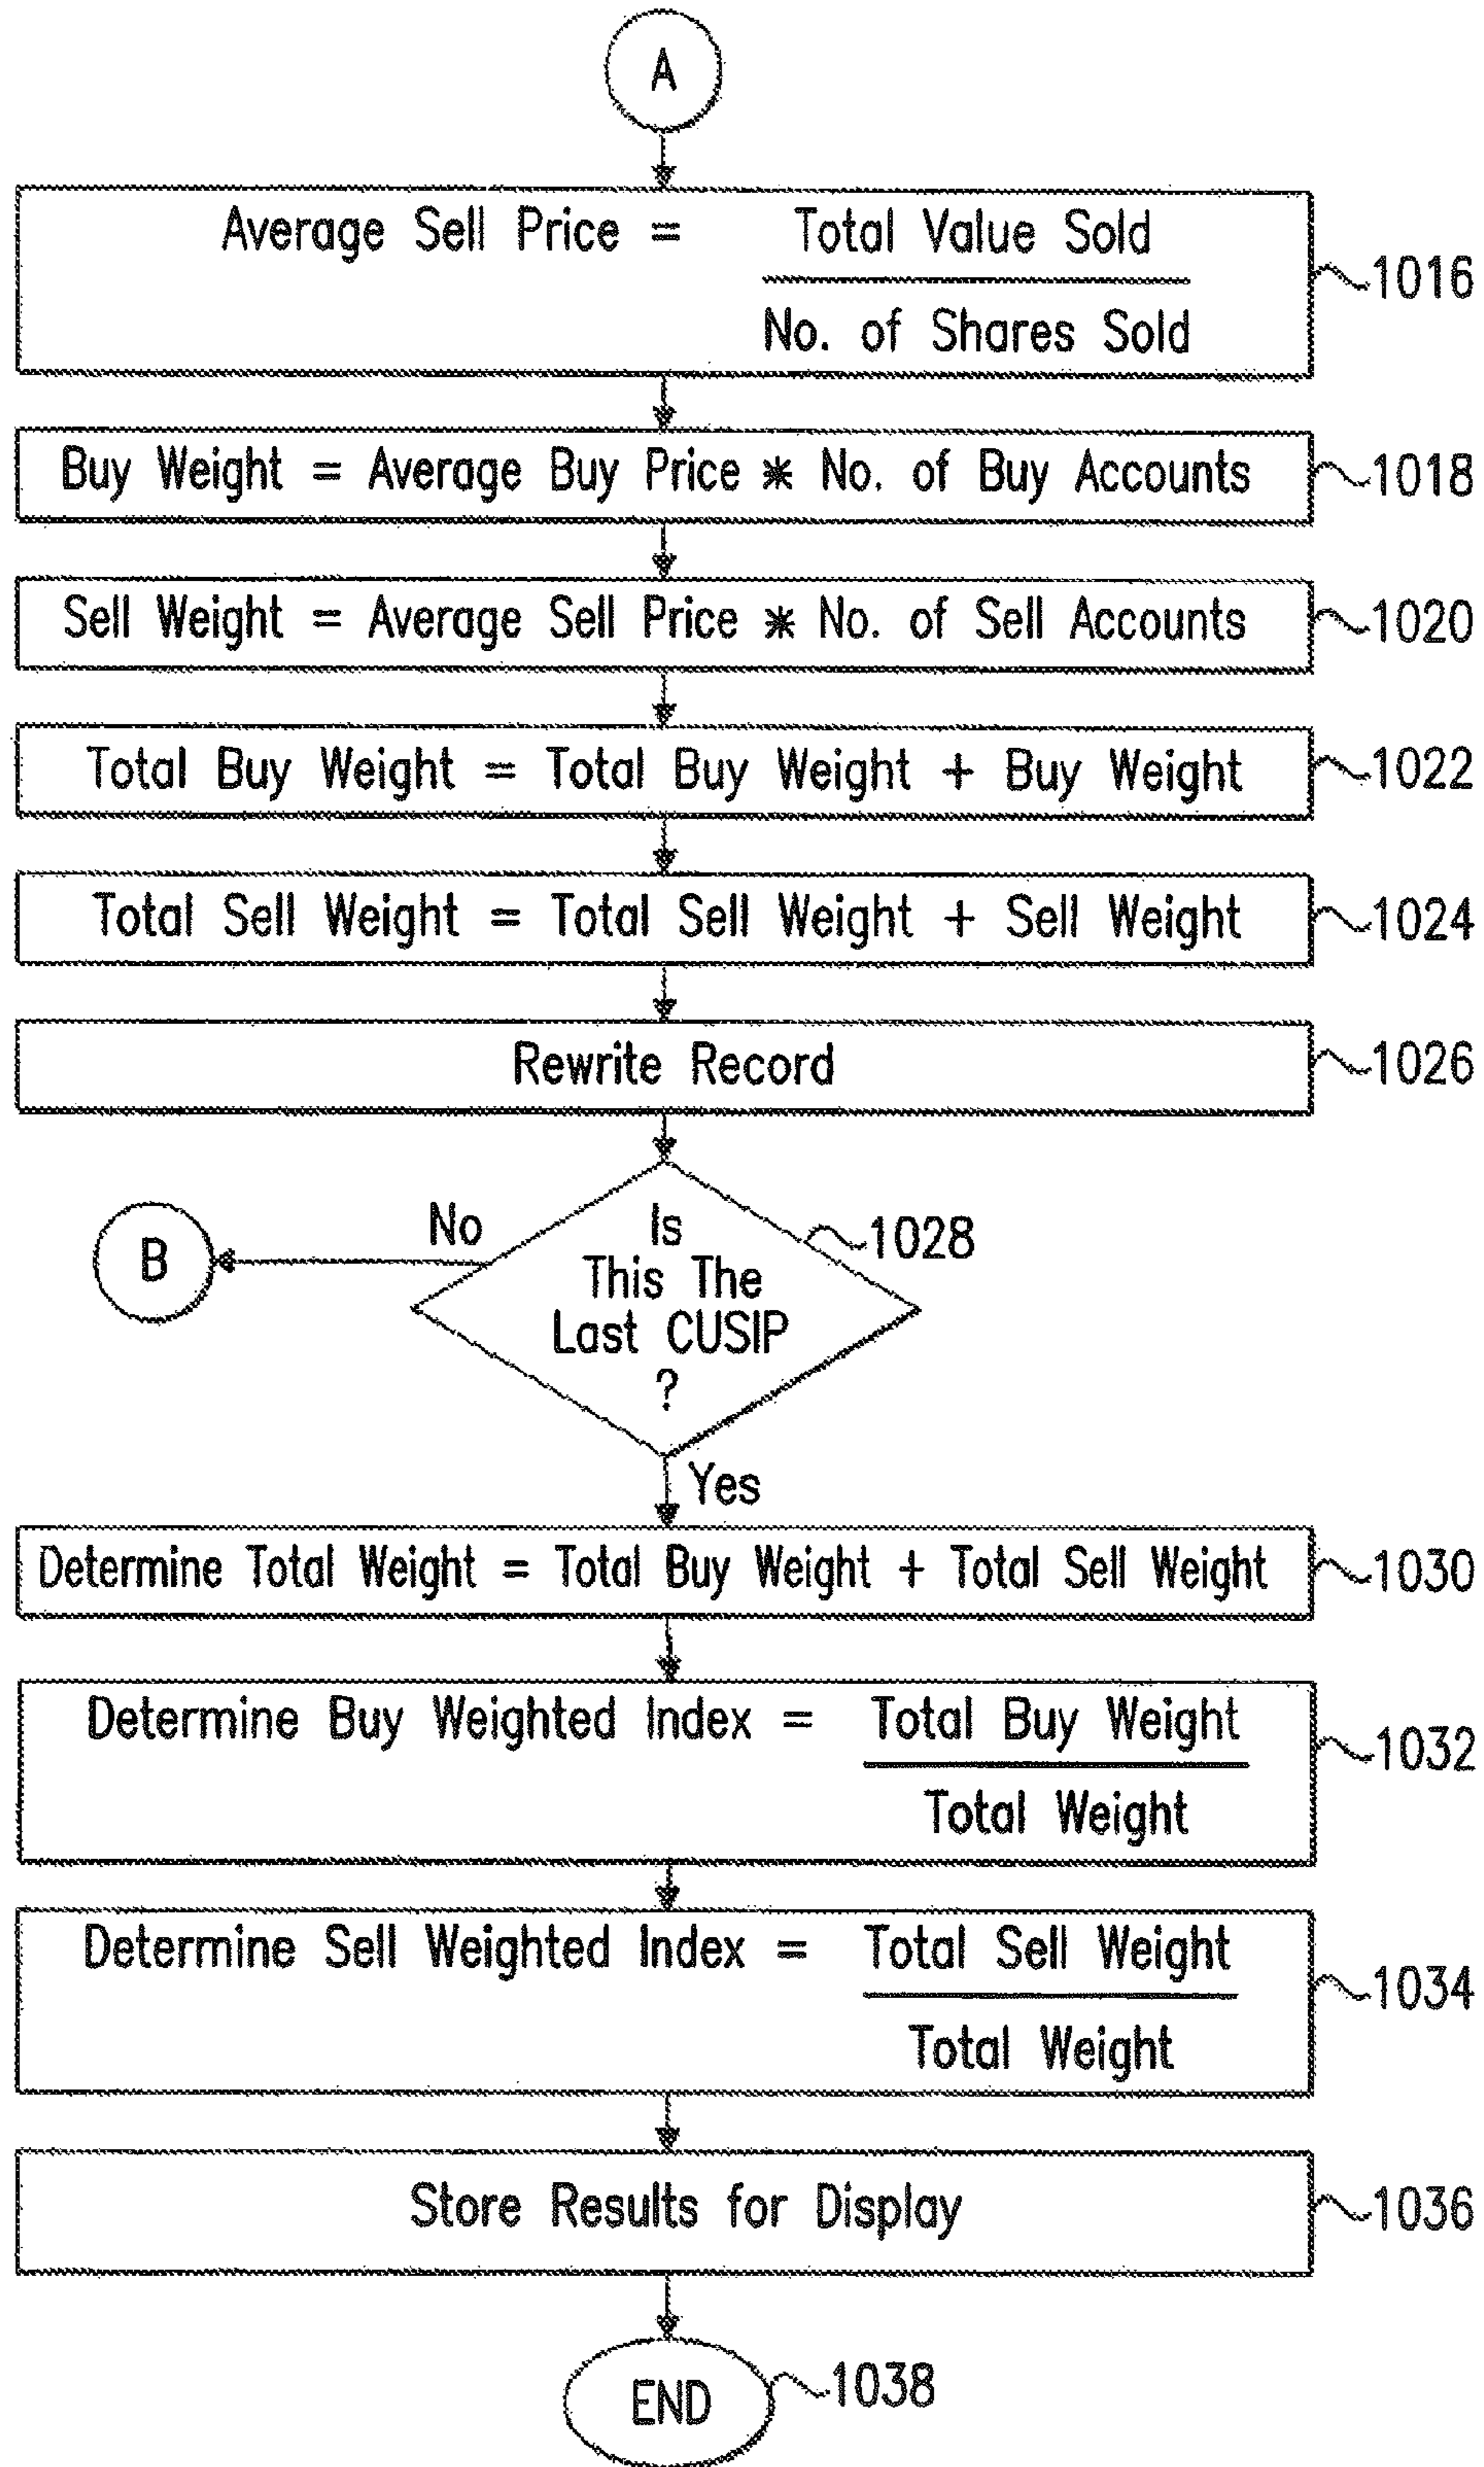 A
Average Sell Price = Total Value Sold
No. of Shares Sold
1016
Buy Weight = Average Buy Price * No. of Buy Accounts
1018
Sell Weight = Average Sell Price * No. of Sell Accounts
1020
Total Buy Weight = Total Buy Weight + Buy Weight
1022
Total Sell Weight = Total Sell Weight + Sell Weight
1024
Rewrite Record
1026
B
No
Is
This The
Last CUSIP
?
1028
Yes
Determine Total Weight = Total Buy Weight + Total Sell Weight
1030
Determine Buy Weighted Index = Total Buy Weight
Total Weight
1032
Determine Sell Weighted Index = Total Sell Weight
Total Weight
1034
Store Results for Display
1036
END
1038